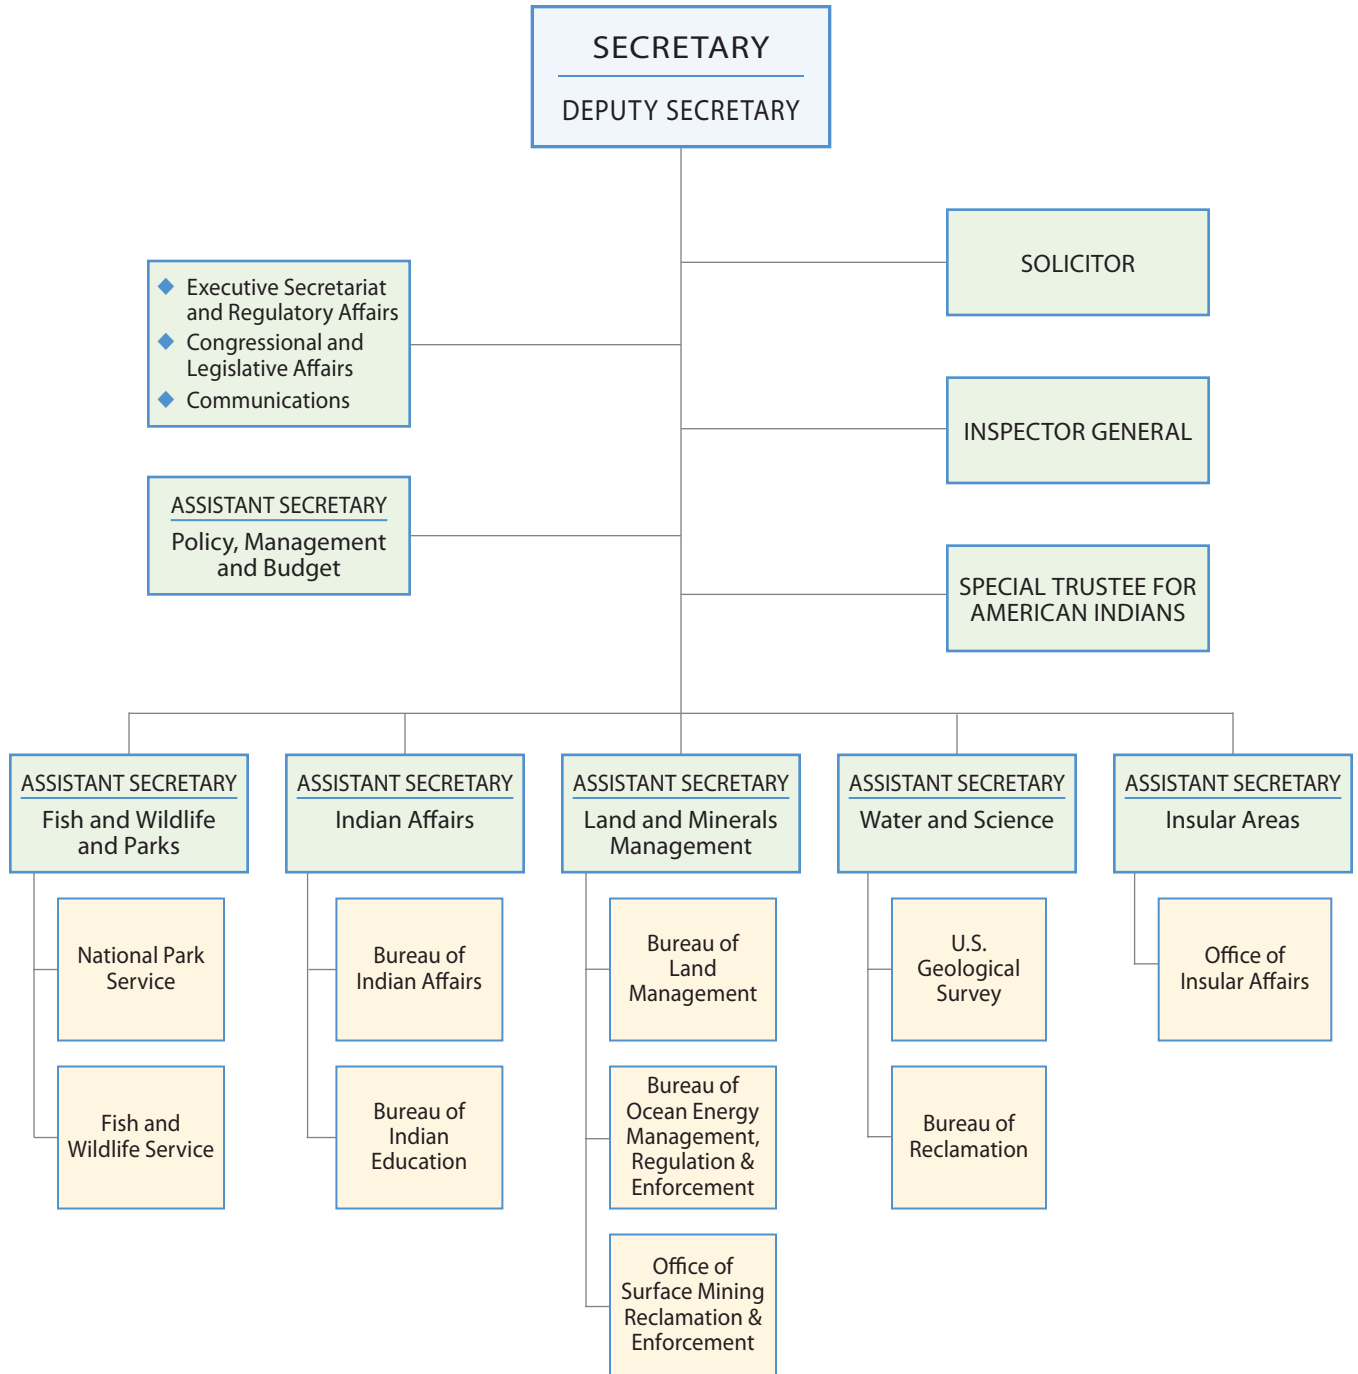 SECRETARY
DEPUTY SECRETARY
SOLICITOR
Executive Secretariat
and Regulatory Affairs
Congressional and
Legislative Affairs
Communications
INSPECTOR GENERAL
ASSISTANT SECRETARY
Policy, Management
and Budget
SPECIAL TRUSTEE FOR
AMERICAN INDIANS
ASSISTANT SECRETARY
Fish and Wildlife
and Parks
National Park
Service
Fish and
Wildlife Service
ASSISTANT SECRETARY
Indian Affairs
Bureau of
Indian Affairs
Bureau of
Indian
Education
ASSISTANT SECRETARY
Land and Minerals
Management
Bureau of
Land
Management
Bureau of
Ocean Energy
Management,
Regulation &
Enforcement
Office of
Surface Mining
Reclamation &
Enforcement
ASSISTANT SECRETARY
Water and Science
U.S.
Geological
Survey
Bureau of
Reclamation
ASSISTANT SECRETARY
Insular Areas
Office of
Insular Affairs